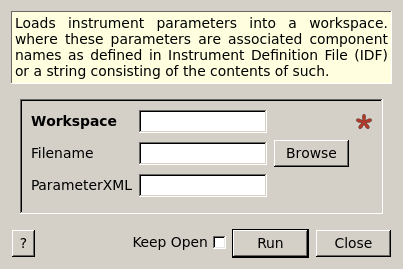 Loads instrument parameters into a workspace.
where these parameters are associated component
names as defined in Instrument Definition File (IDF)
or a string consisting of the contents of such.
Workspace
*
Filename
Browse
ParameterXML
?
Keep Open
Run
Close